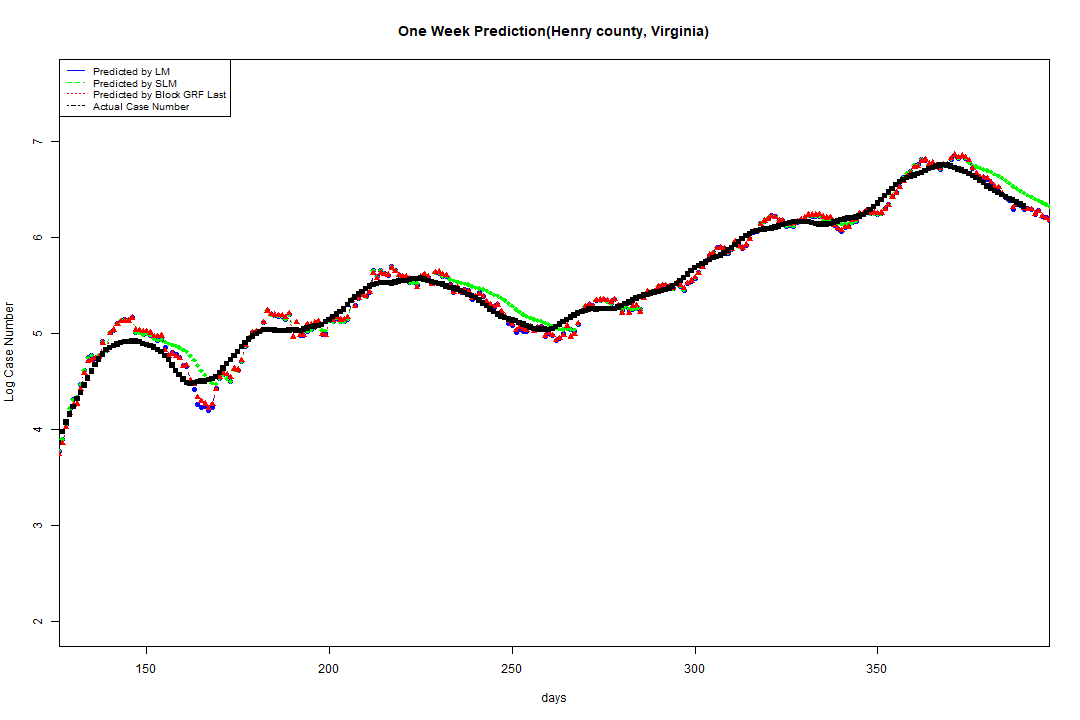 One Week Prediction(Henry county, Virginia)
Predicted by LM
Predicted by SLM
Predicted by Block GRF Last
Actual Case Number
7
6
5
4
3
2
Log Case Number
150 200 250 300 350
days